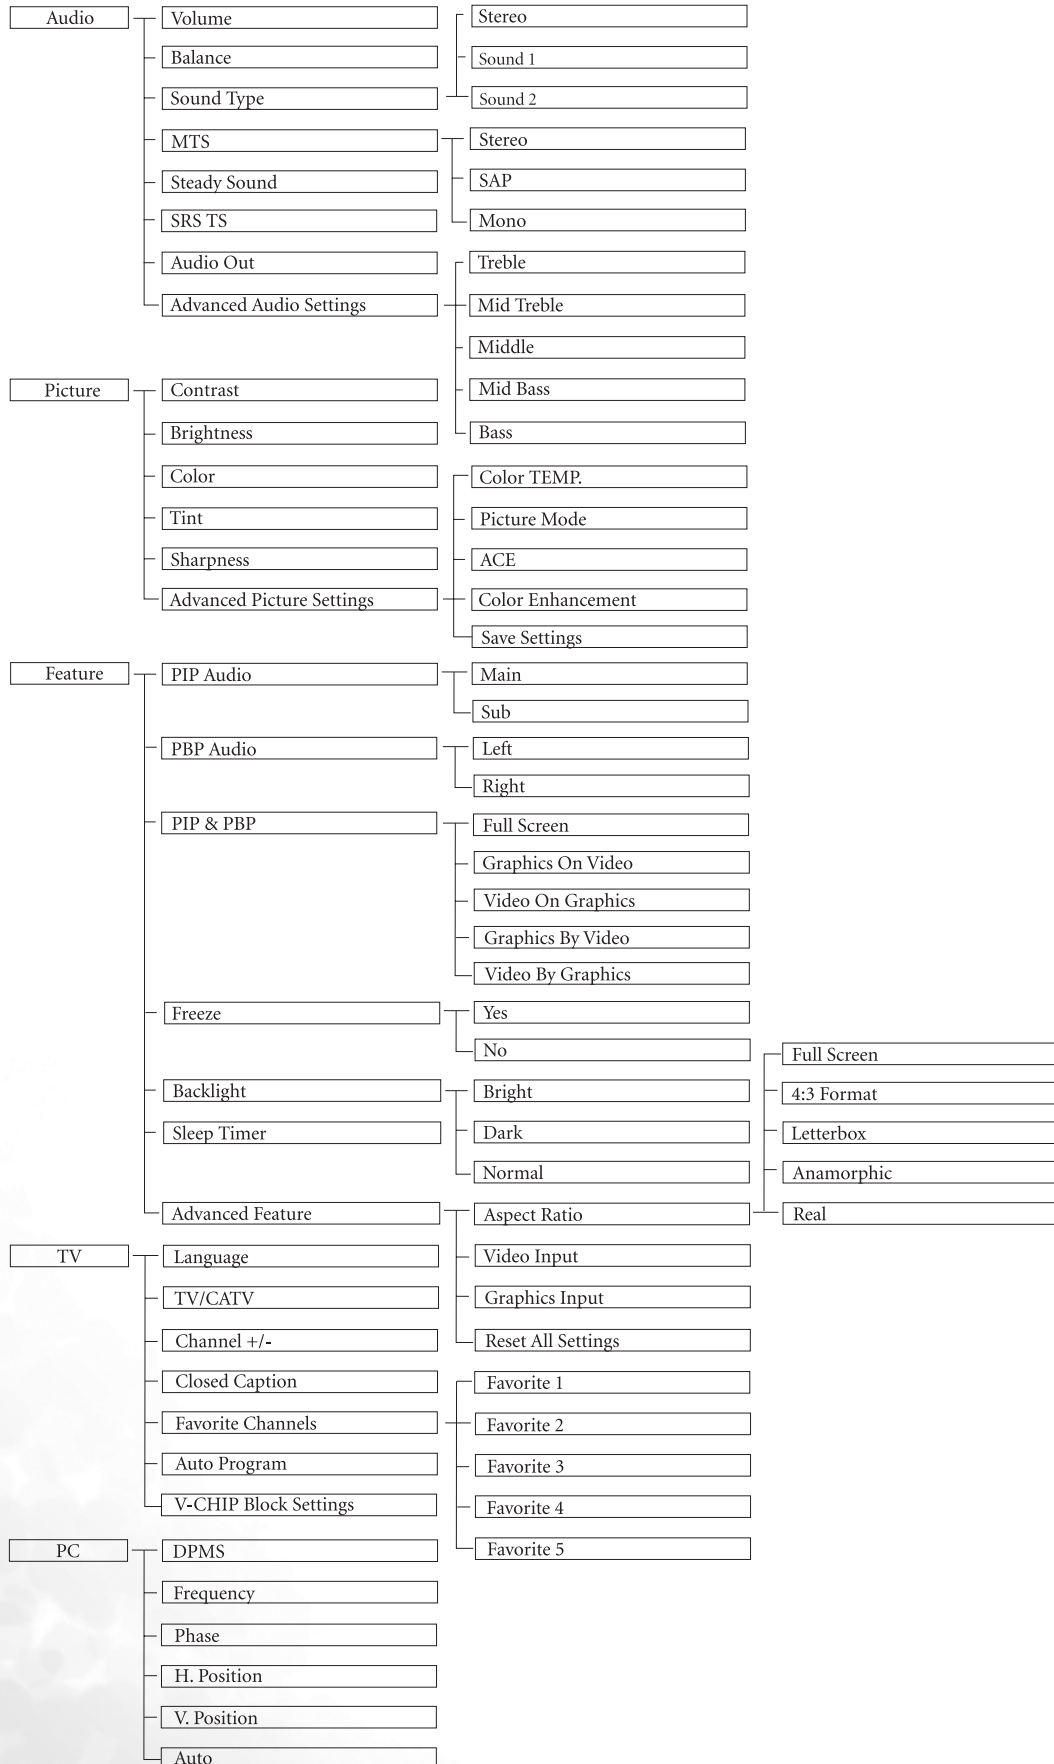 Audio
Volume
Balance
Sound Type
Stereo
Sound 1
Sound 2
MTS
Stereo
SAP
Mono
Steady Sound
SRS TS
Audio Out
Advanced Audio Settings
Treble
Mid Treble
Middle
Mid Bass
Bass
Picture
Contrast
Brightness
Color
Tint
Sharpness
Advanced Picture Settings
Color TEMP.
Picture Mode
ACE
Color Enhancement
Save Settings
Feature
PIP Audio
Main
Sub
PBP Audio
Left
Right
PIP & PBP
Full Screen
Graphics On Video
Video On Graphics
Graphics By Video
Video By Graphics
Freeze
Yes
No
Backlight
Bright
Dark
Normal
Sleep Timer
Advanced Feature
Aspect Ratio
Full Screen
4:3 Format
Letterbox
Anamorphic
Real
Video Input
Graphics Input
Reset All Settings
TV
Language
TV/CATV
Channel +/-
Closed Caption
Favorite Channels
Favorite 1
Favorite 2
Favorite 3
Favorite 4
Favorite 5
Auto Program
V-CHIP Block Settings
PC
DPMS
Frequency
Phase
H. Position
V. Position
Auto